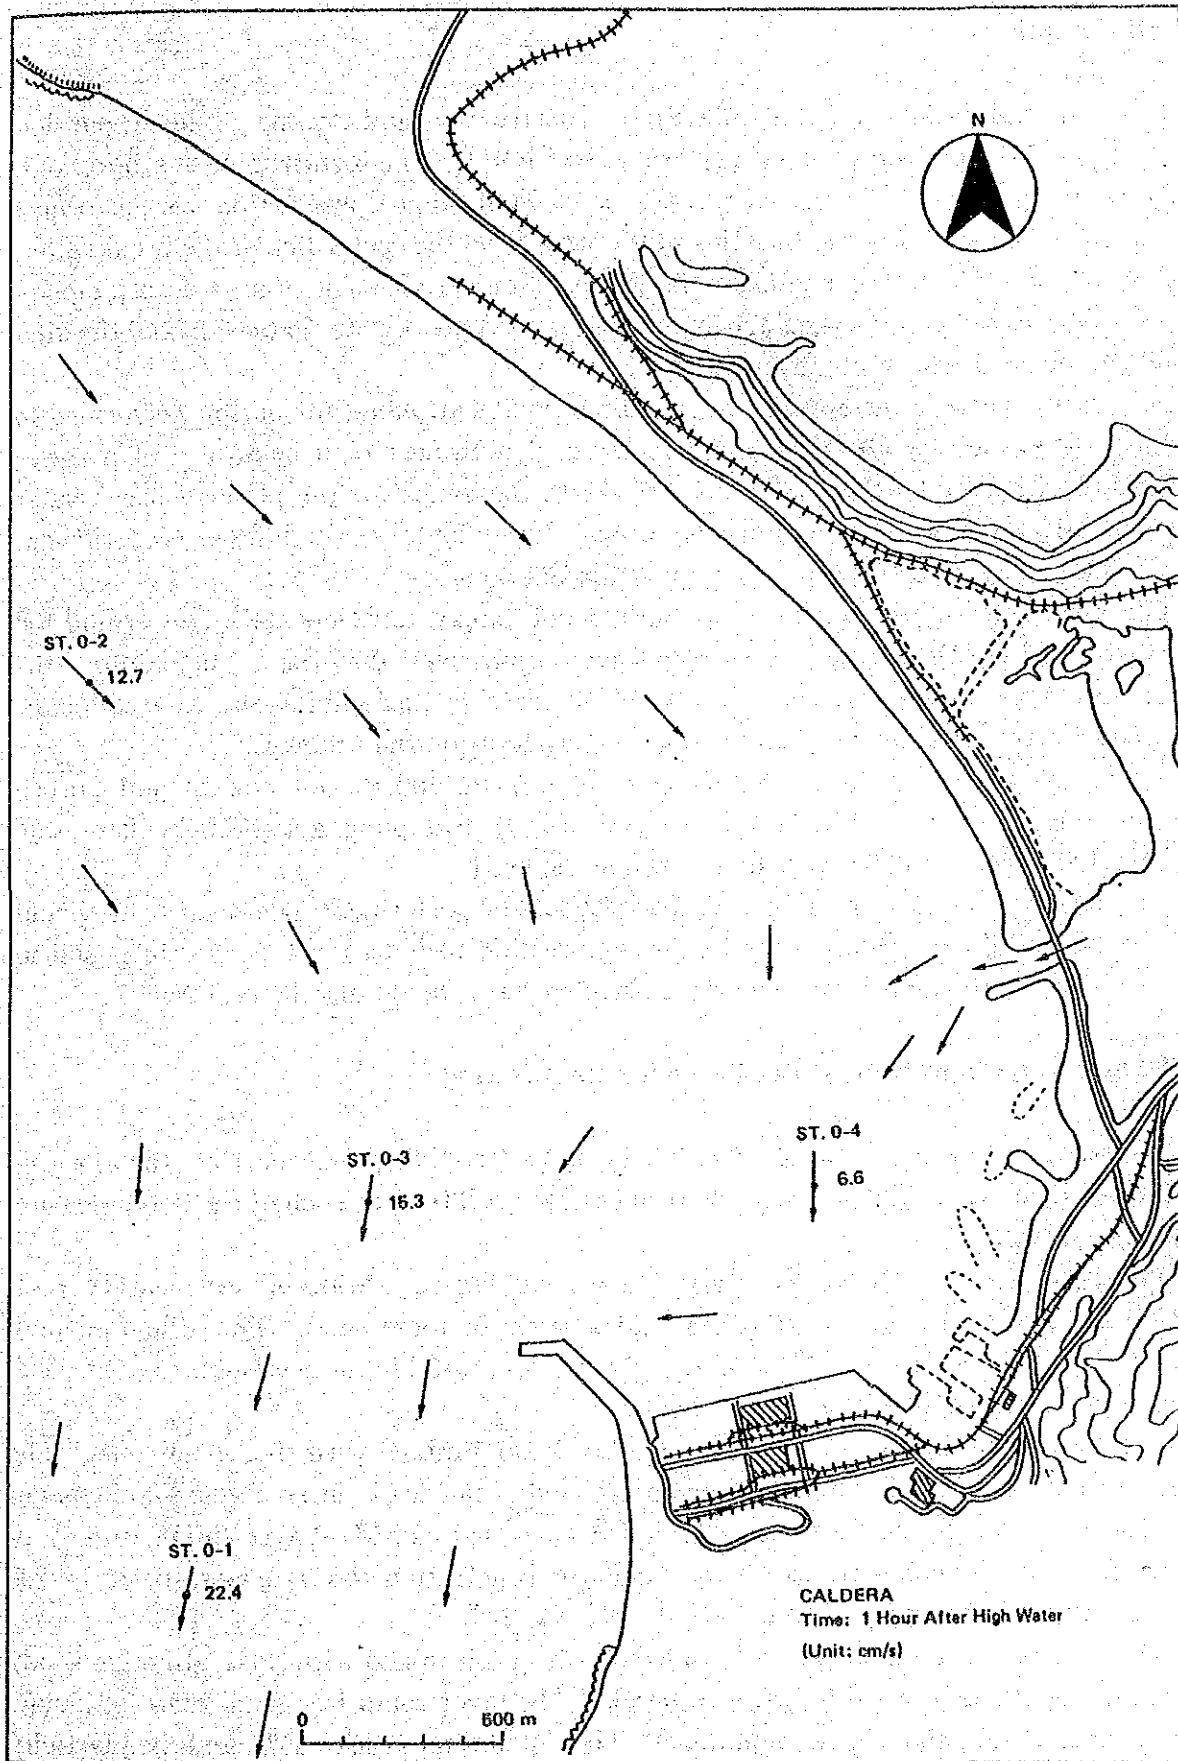 N
ST. 0-2
12.7
ST. 0-4
6.6
ST. 0-3
15.3
ST. 0-1
22.4
CALDERA
Time: 1 Hour After High Water
(Unit: cm/s)
0 500 m